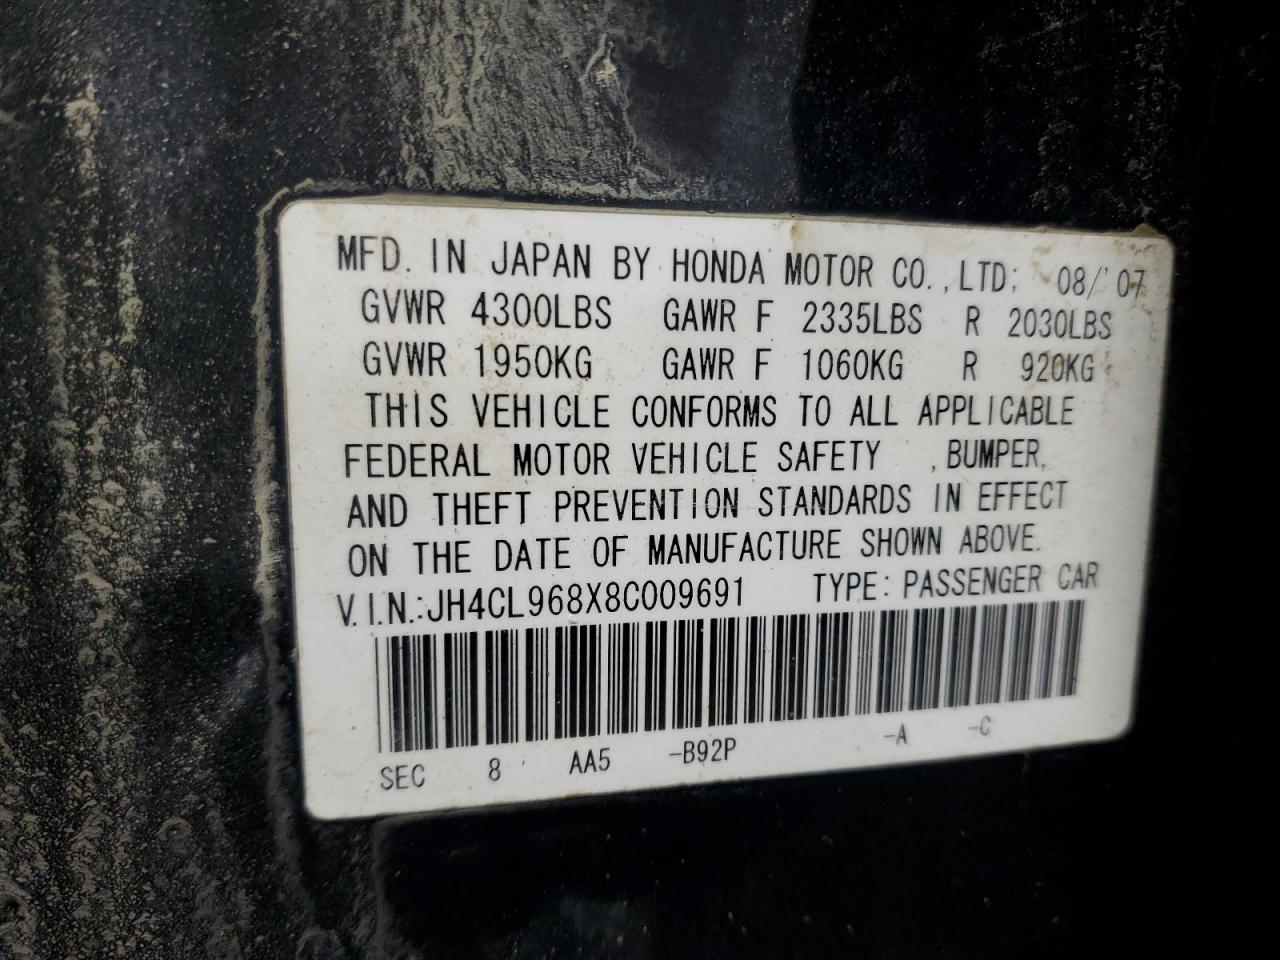 MFD. IN JAPAN BY HONDA MOTOR CO.,LTD; 08/07
GVWR 4300LBS GAWR F 2335LBS R 2030LBS
GVWR 1950KG GAWR F 1060KG R 920KG
THIS VEHICLE CONFORMS TO ALL APPLICABLE
FEDERAL MOTOR VEHICLE SAFETY ,BUMPER,
AND THEFT PREVENTION STANDARDS IN EFFECT
ON THE DATE OF MANUFACTURE SHOWN ABOVE.
V.I.N.:JH4CL968X8C009691 TYPE:PASSENGER CAR
SEC 8 AA5 -B92P -A -C